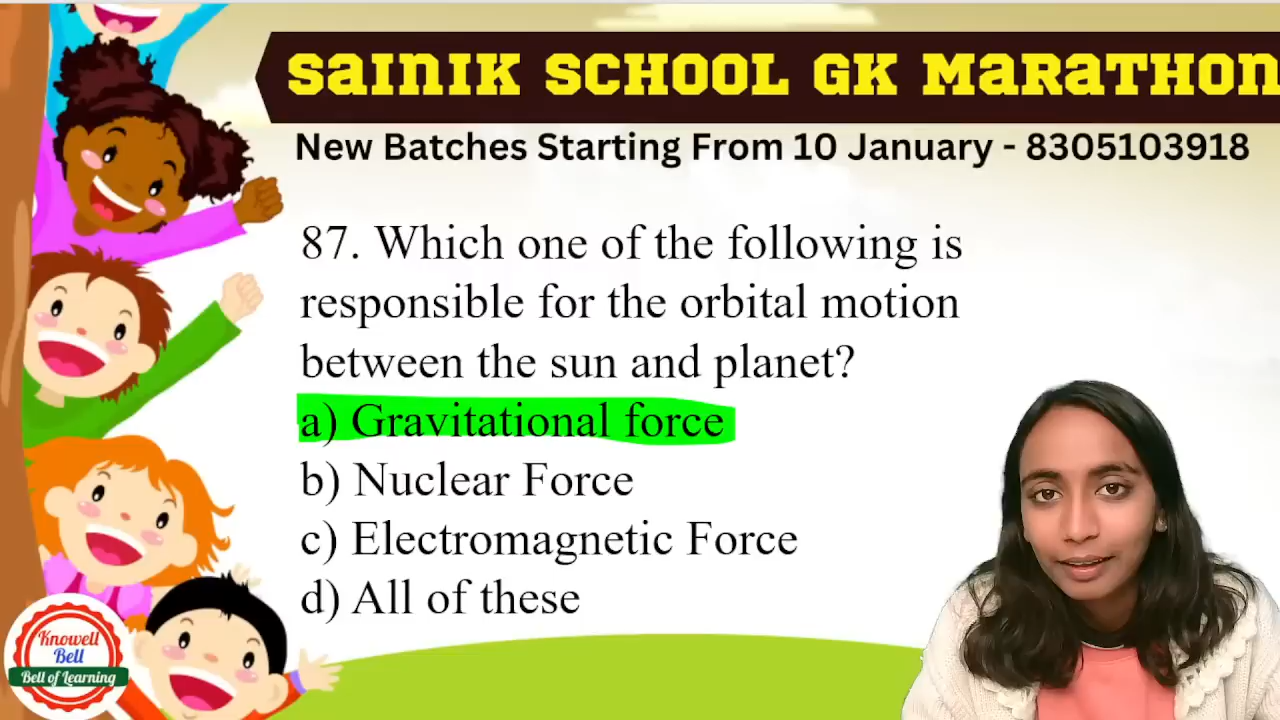 SAINIK SCHOOL GK MARATHON
New Batches Starting From 10 January - 8305103918
87. Which one of the following is
responsible for the orbital motion
between the sun and planet?
a) Gravitational force
b) Nuclear Force
c) Electromagnetic Force
d) All of these
Knowell
Bell
Bell of Learning